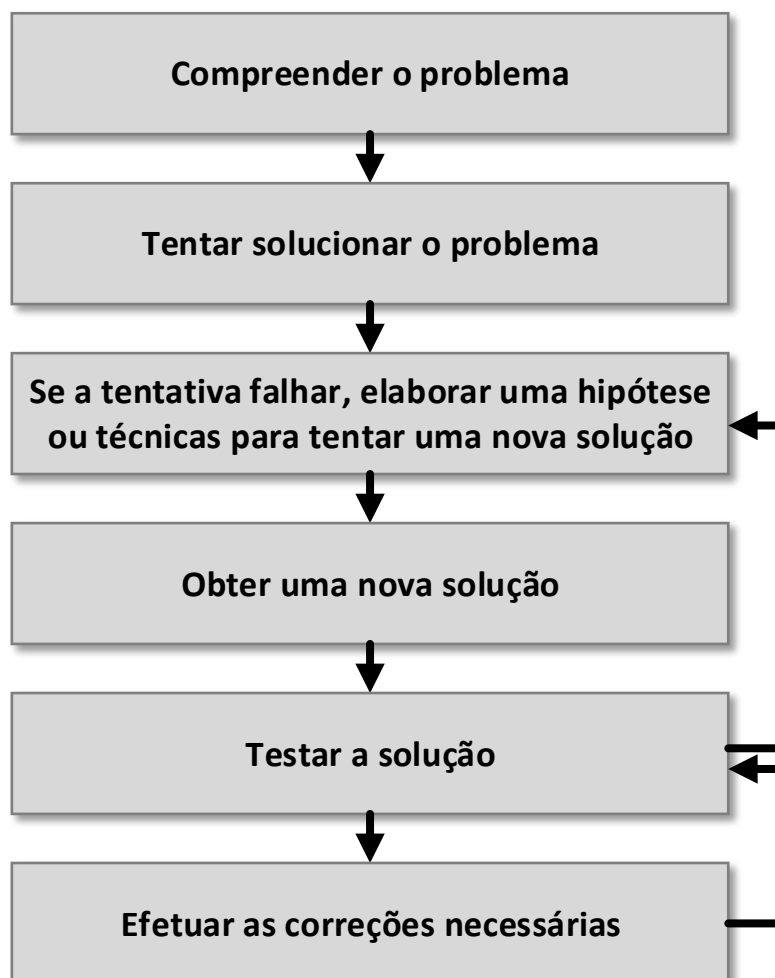 Compreender o problema
Tentar solucionar o problema
Se a tentativa falhar, elaborar uma hipótese
ou técnicas para tentar uma nova solução
Obter uma nova solução
Testar a solução
Efetuar as correções necessárias